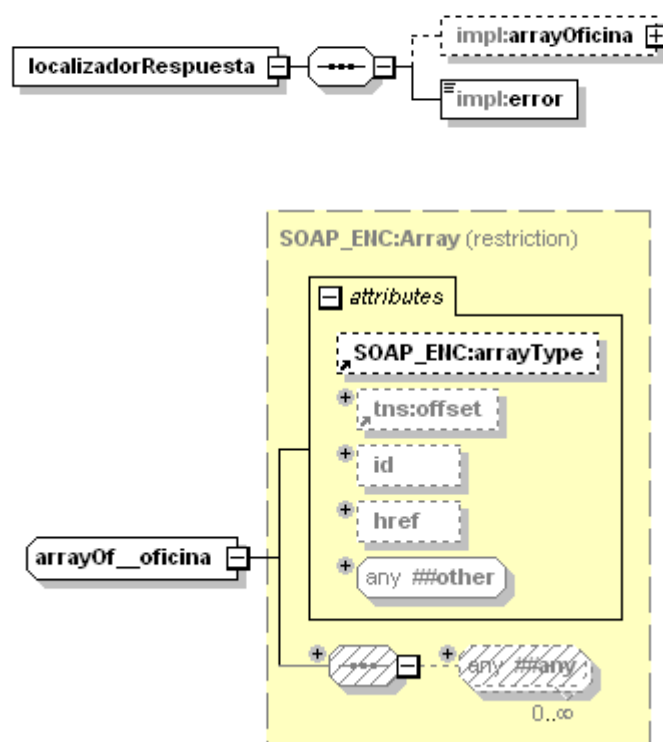 impl:arrayOficina
localizadorRespuesta
impl:error
SOAP_ENC:Array (restriction)
attributes
SOAP_ENC:arrayType
tns:offset
id
href
arrayOf__oficina
any ##other
any ##any
0..∞